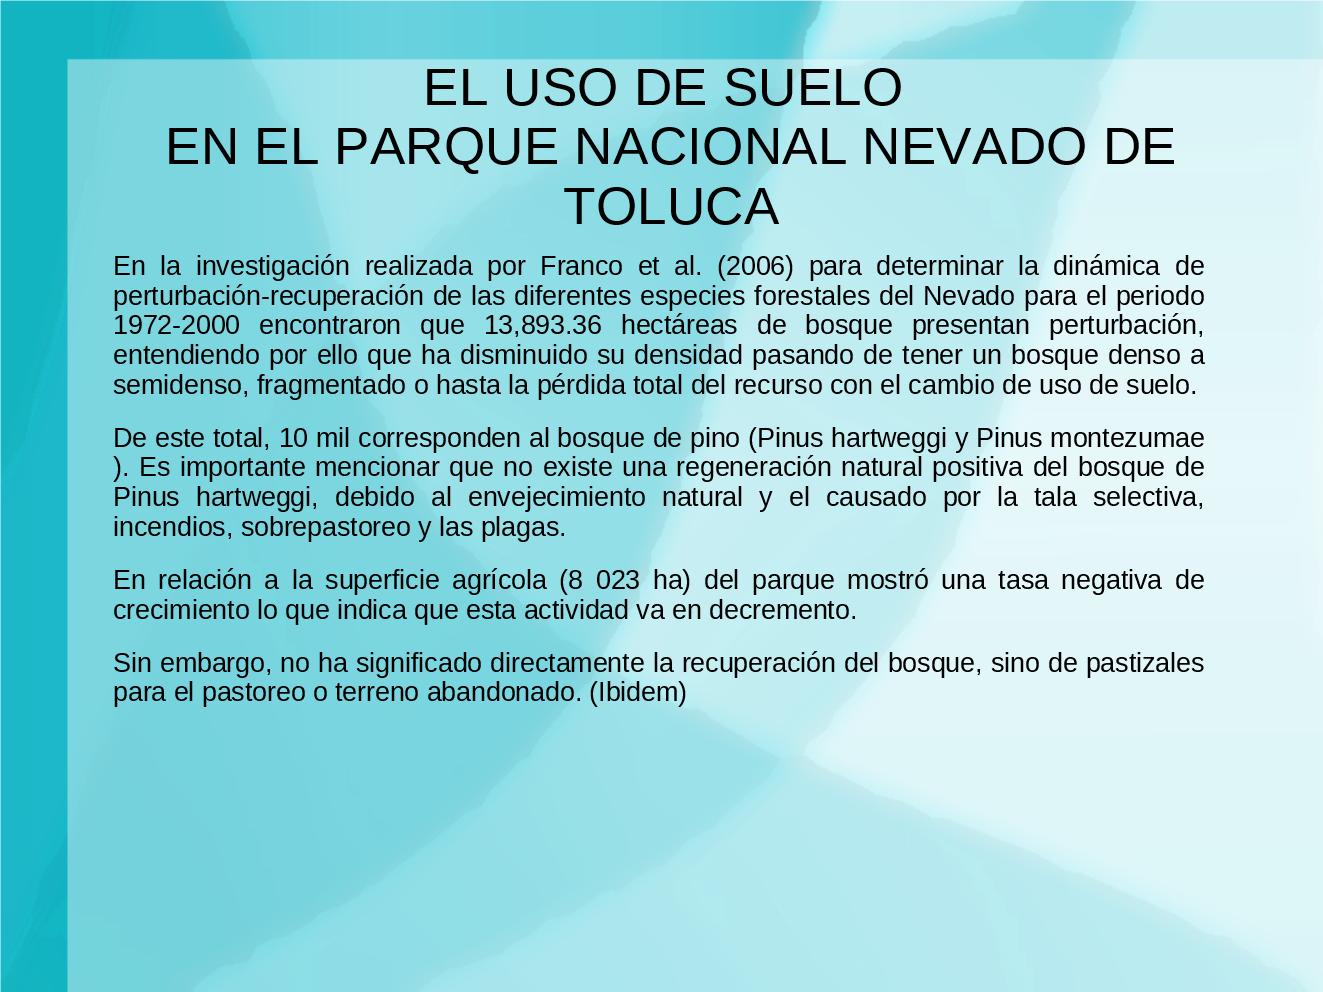 EL USO DE SUELO
EN EL PARQUE NACIONAL NEVADO DE
TOLUCA
En la investigación realizada por Franco et al. (2006) para determinar la dinámica de
perturbación-recuperación de las diferentes especies forestales del Nevado para el periodo
1972-2000 encontraron que 13,893.36 hectáreas de bosque presentan perturbación,
entendiendo por ello que ha disminuido su densidad pasando de tener un bosque denso a
semidenso, fragmentado o hasta la pérdida total del recurso con el cambio de uso de suelo.
De este total, 10 mil corresponden al bosque de pino (Pinus hartweggi y Pinus montezumae
). Es importante mencionar que no existe una regeneración natural positiva del bosque de
Pinus hartweggi, debido al envejecimiento natural y el causado por la tala selectiva,
incendios, sobrepastoreo y las plagas.
En relación a la superficie agrícola (8 023 ha) del parque mostró una tasa negativa de
crecimiento lo que indica que esta actividad va en decremento.
Sin embargo, no ha significado directamente la recuperación del bosque, sino de pastizales
para el pastoreo o terreno abandonado. (Ibidem)